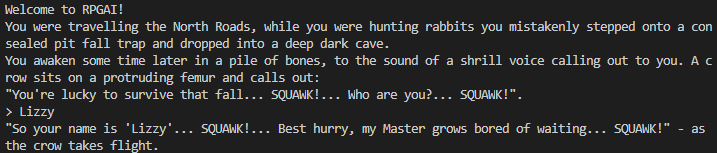 Welcome to RPGAI!
You were travelling the North Roads, while you were hunting rabbits you mistakenly stepped onto a con
sealed pit fall trap and dropped into a deep dark cave.
You awaken some time later in a pile of bones, to the sound of a shrill voice calling out to you. A c
row sits on a protruding femur and calls out:
"You're lucky to survive that fall... SQUAWK!... Who are you?... SQUAWK!".
> Lizzy
"So your name is 'Lizzy'... SQUAWK!... Best hurry, my Master grows bored of waiting... SQUAWK!" - as
the crow takes flight.